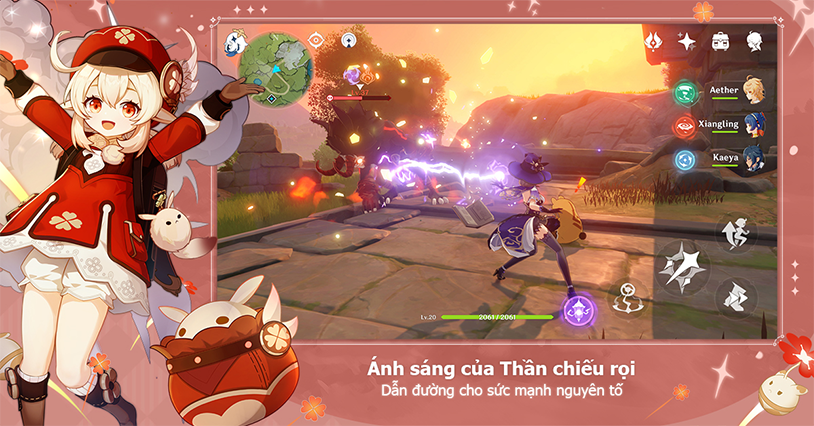 Aether
Xiangling
Kaeya
Lv.20
2061 / 2061
Ánh sáng của Thần chiếu rọi
Dẫn đường cho sức mạnh nguyên tố